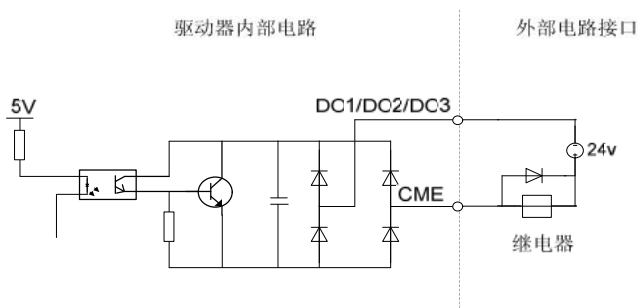 驱动器内部电路
外部电路接口
5V
DO1/DO2/DO3
24v
CME
继电器